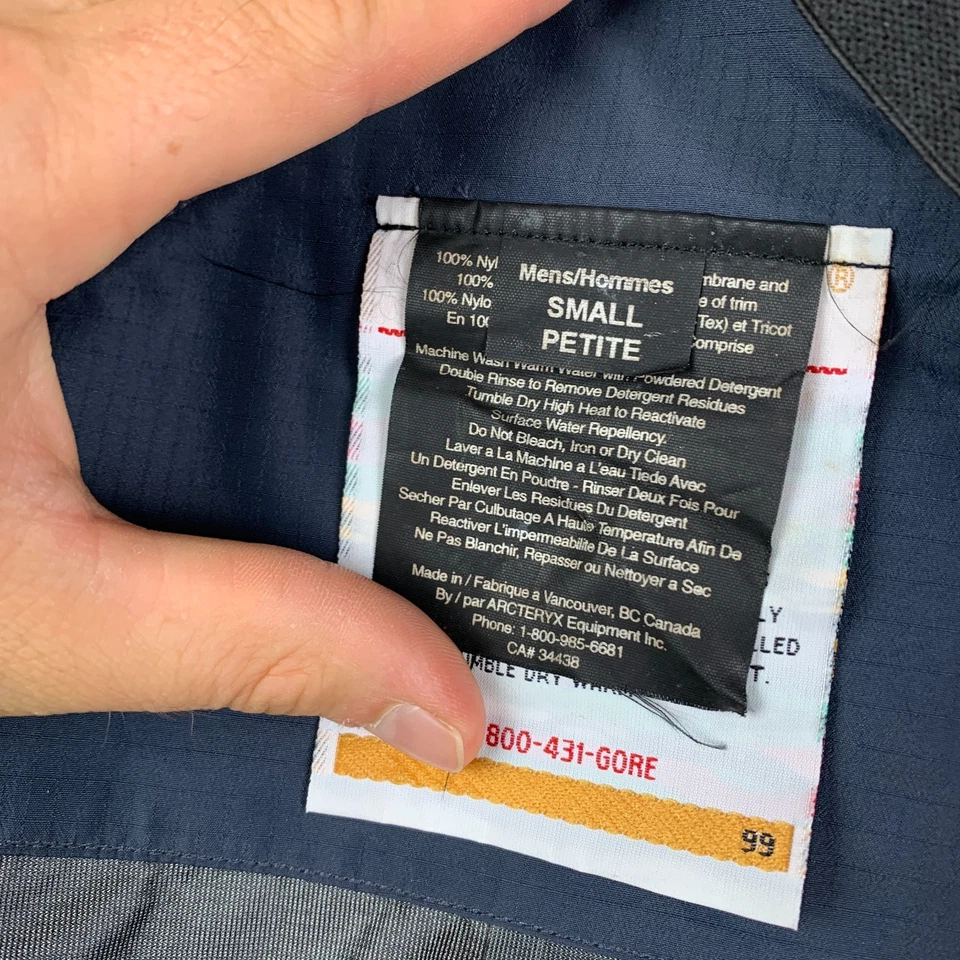 100% Nyl
100%
100% Nylo
En 100
Mens/Hommes
SMALL
PETITE
mbrane and
e of trim
Tex) et Tricot
omprise
®
Machine Wash Warm Water with Powdered Detergent
Double Rinse to Remove Detergent Residues
Tumble Dry High Heat to Reactivate
Surface Water Repellency.
Do Not Bleach, Iron or Dry Clean
Laver a La Machine a L'eau Tiede Avec
Un Detergent En Poudre - Rinser Deux Fois Pour
Enlever Les Residues Du Detergent
Secher Par Culbutage A Haute Temperature Afin De
Reactiver L'impermeabilite De La Surface
Ne Pas Blanchir, Repasser ou Nettoyer a Sec
Made in / Fabrique a Vancouver, BC Canada
By / par ARCTERYX Equipment Inc.
Phone: 1-800-985-6681
CA# 34438
LY
LLED
UMBLE DRY WAR
T.
800-431-GORE
99